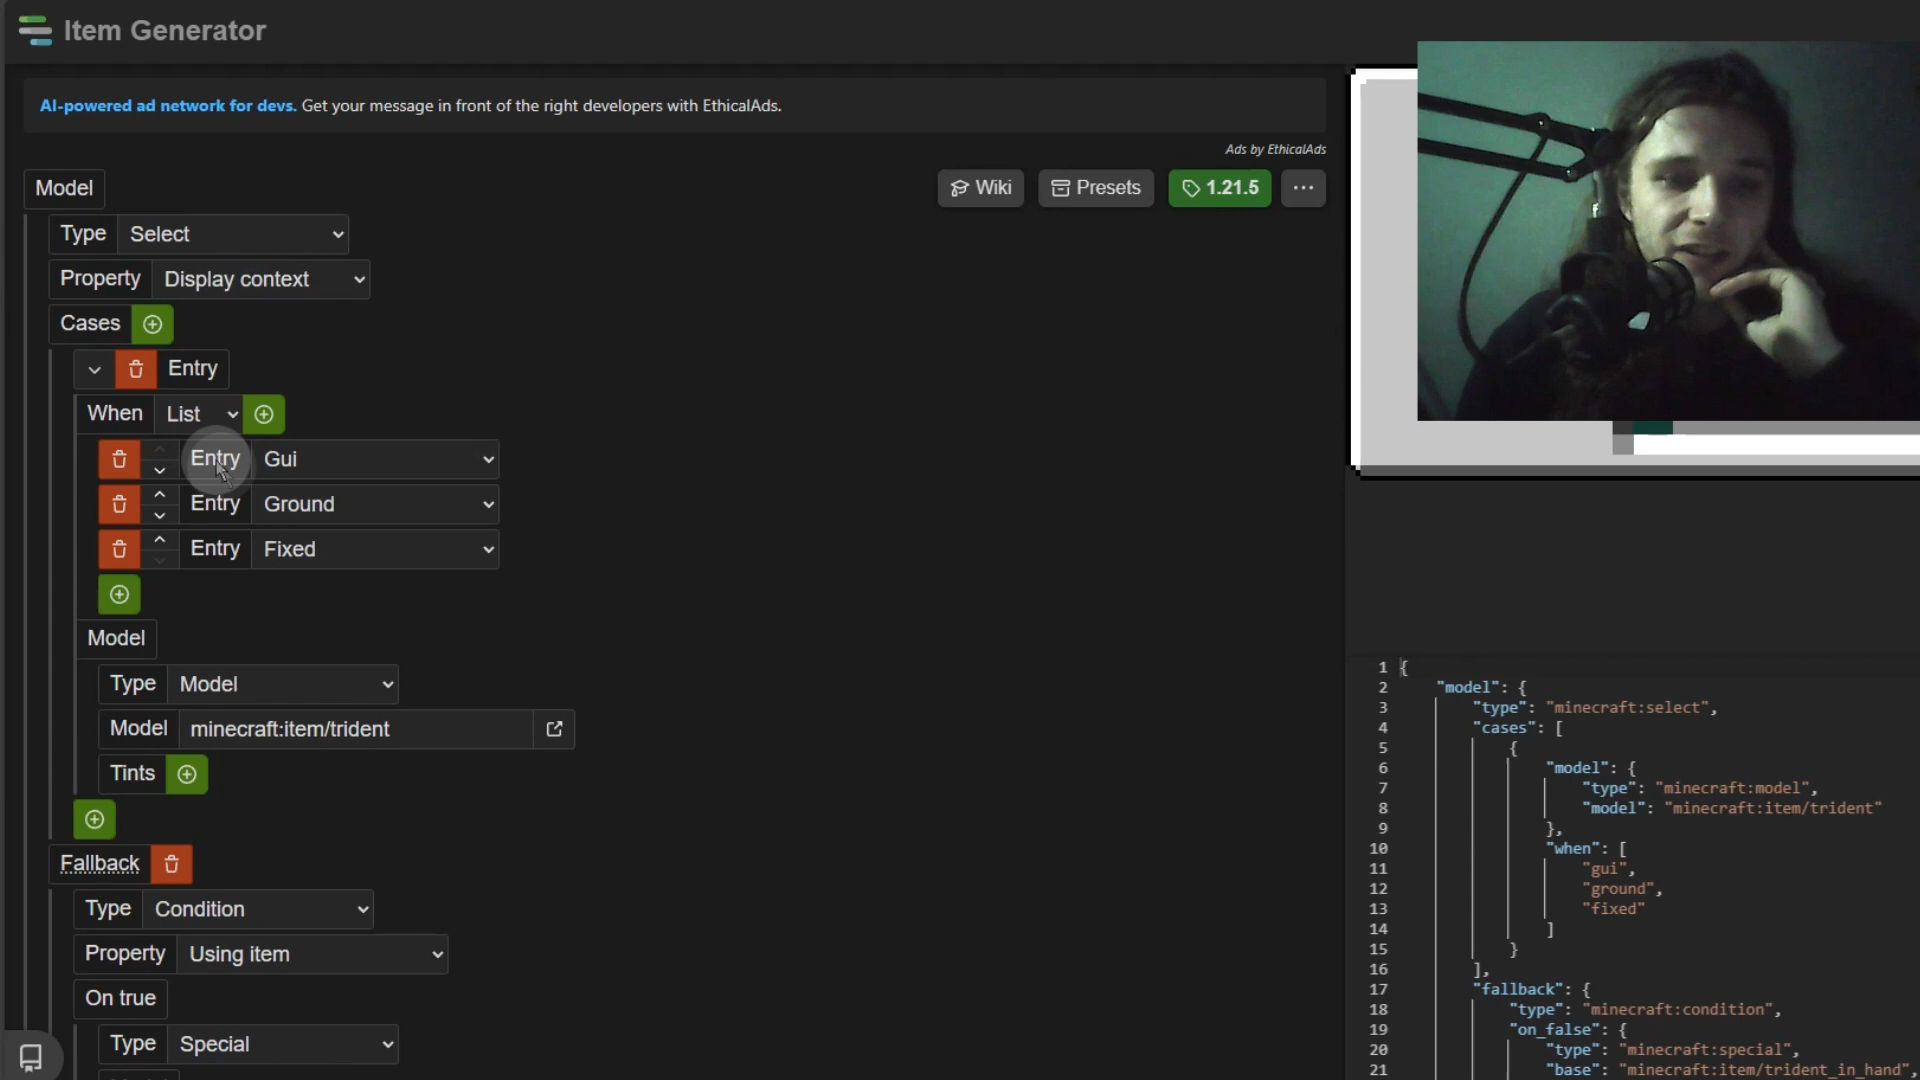 Item Generator
AI-powered ad network for devs. Get your message in front of the right developers with EthicalAds.
Ads by EthicalAds
Model
Wiki
Presets
1.21.5
Type Select
Property Display context
Cases
Entry
When List
Entry Gui
Entry Ground
Entry Fixed
Model
Type Model
Model minecraft:item/trident
Tints
Fallback
Type Condition
Property Using item
On true
Type Special
1 {
2 "model": {
3 "type": "minecraft:select",
4 "cases": [
5 {
6 "model": {
7 "type": "minecraft:model",
8 "model": "minecraft:item/trident"
9 },
10 "when": [
11 "gui",
12 "ground",
13 "fixed"
14 ]
15 }
16 ],
17 "fallback": {
18 "type": "minecraft:condition",
19 "on_false": {
20 "type": "minecraft:special",
21 "base": "minecraft:item/trident_in_hand",